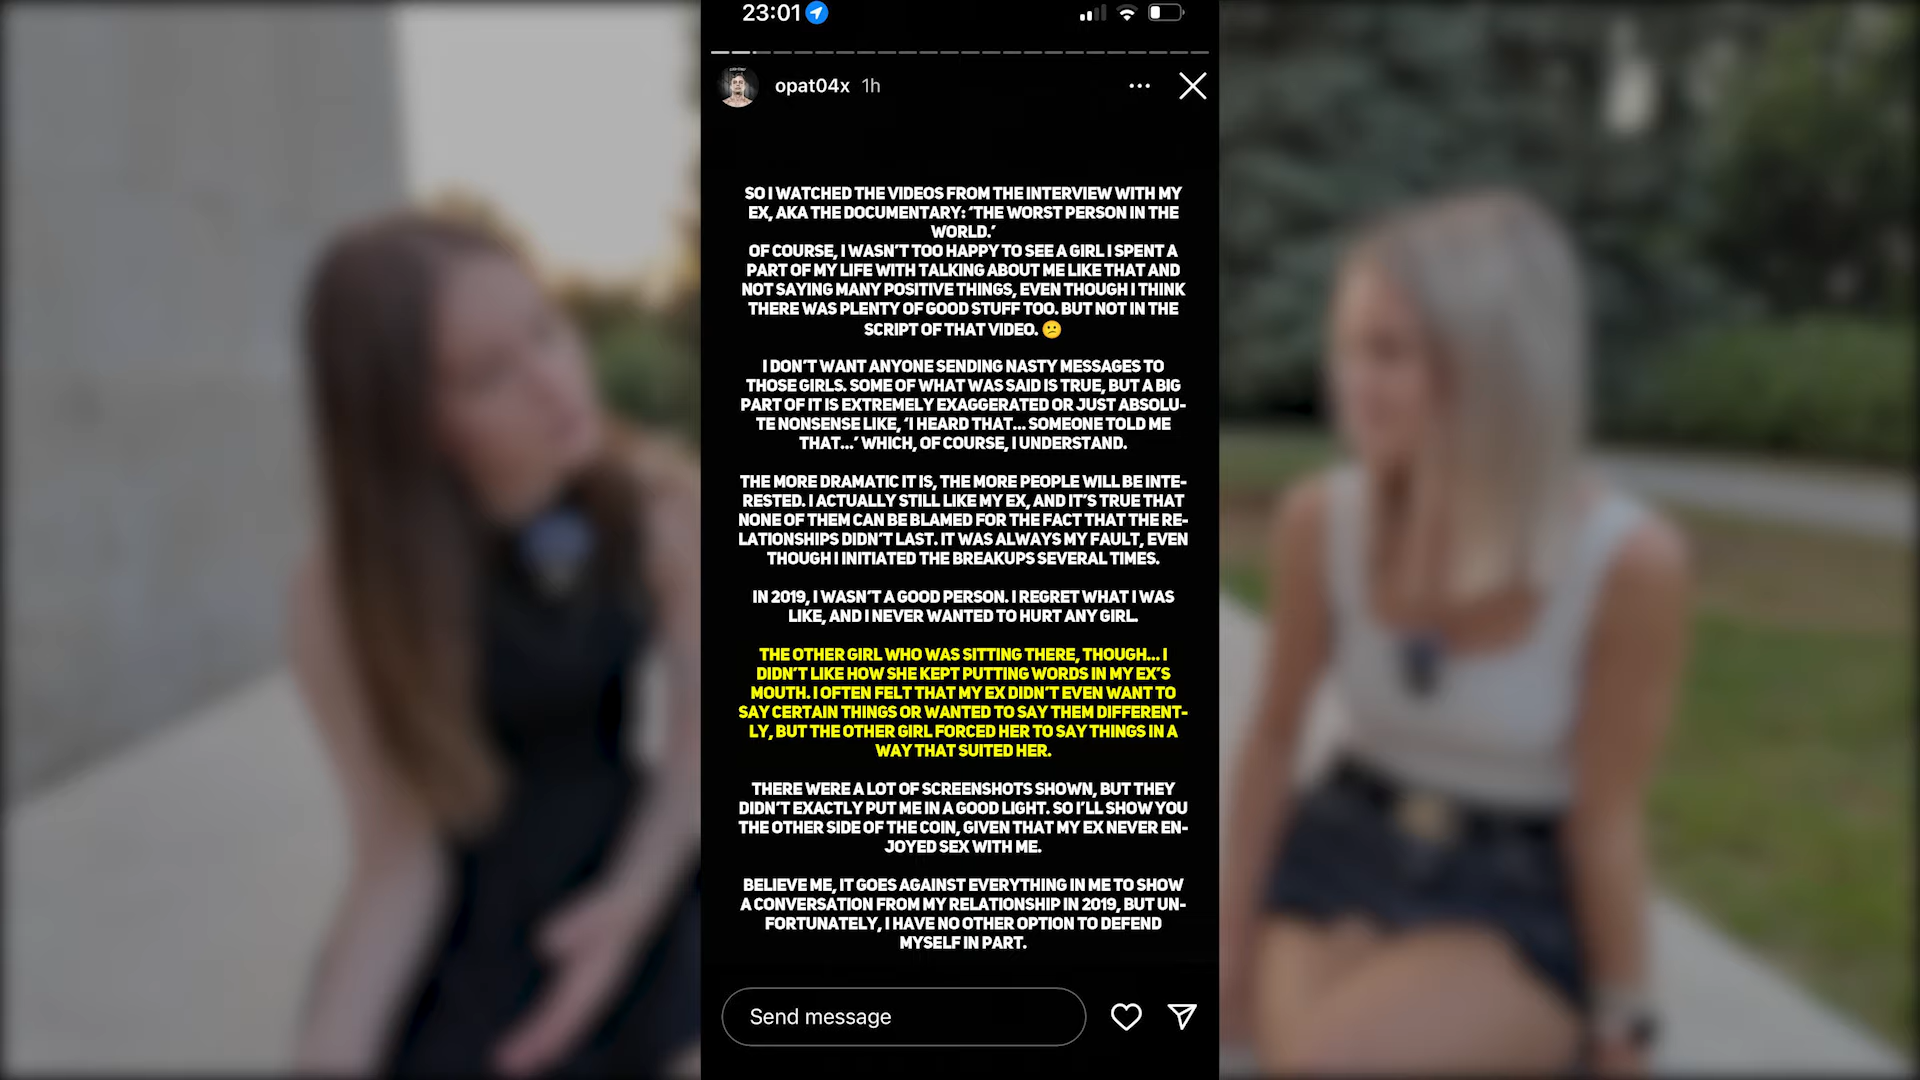 23:01
opat04x 1h
SO I WATCHED THE VIDEOS FROM THE INTERVIEW WITH MY
EX, AKA THE DOCUMENTARY: 'THE WORST PERSON IN THE
WORLD.'
OF COURSE, I WASN'T TOO HAPPY TO SEE A GIRL I SPENT A
PART OF MY LIFE WITH TALKING ABOUT ME LIKE THAT AND
NOT SAYING MANY POSITIVE THINGS, EVEN THOUGH I THINK
THERE WAS PLENTY OF GOOD STUFF TOO. BUT NOT IN THE
SCRIPT OF THAT VIDEO. 😕
I DON'T WANT ANYONE SENDING NASTY MESSAGES TO
THOSE GIRLS. SOME OF WHAT WAS SAID IS TRUE, BUT A BIG
PART OF IT IS EXTREMELY EXAGGERATED OR JUST ABSOLU-
TE NONSENSE LIKE, 'I HEARD THAT... SOMEONE TOLD ME
THAT...' WHICH, OF COURSE, I UNDERSTAND.
THE MORE DRAMATIC IT IS, THE MORE PEOPLE WILL BE INTE-
RESTED. I ACTUALLY STILL LIKE MY EX, AND IT'S TRUE THAT
NONE OF THEM CAN BE BLAMED FOR THE FACT THAT THE RE-
LATIONSHIPS DIDN'T LAST. IT WAS ALWAYS MY FAULT, EVEN
THOUGH I INITIATED THE BREAKUPS SEVERAL TIMES.
IN 2019, I WASN'T A GOOD PERSON. I REGRET WHAT I WAS
LIKE, AND I NEVER WANTED TO HURT ANY GIRL.
THE OTHER GIRL WHO WAS SITTING THERE, THOUGH... I
DIDN'T LIKE HOW SHE KEPT PUTTING WORDS IN MY EX'S
MOUTH. I OFTEN FELT THAT MY EX DIDN'T EVEN WANT TO
SAY CERTAIN THINGS OR WANTED TO SAY THEM DIFFERENT-
LY, BUT THE OTHER GIRL FORCED HER TO SAY THINGS IN A
WAY THAT SUITED HER.
THERE WERE A LOT OF SCREENSHOTS SHOWN, BUT THEY
DIDN'T EXACTLY PUT ME IN A GOOD LIGHT. SO I'LL SHOW YOU
THE OTHER SIDE OF THE COIN, GIVEN THAT MY EX NEVER EN-
JOYED SEX WITH ME.
BELIEVE ME, IT GOES AGAINST EVERYTHING IN ME TO SHOW
A CONVERSATION FROM MY RELATIONSHIP IN 2019, BUT UN-
FORTUNATELY, I HAVE NO OTHER OPTION TO DEFEND
MYSELF IN PART.
Send message